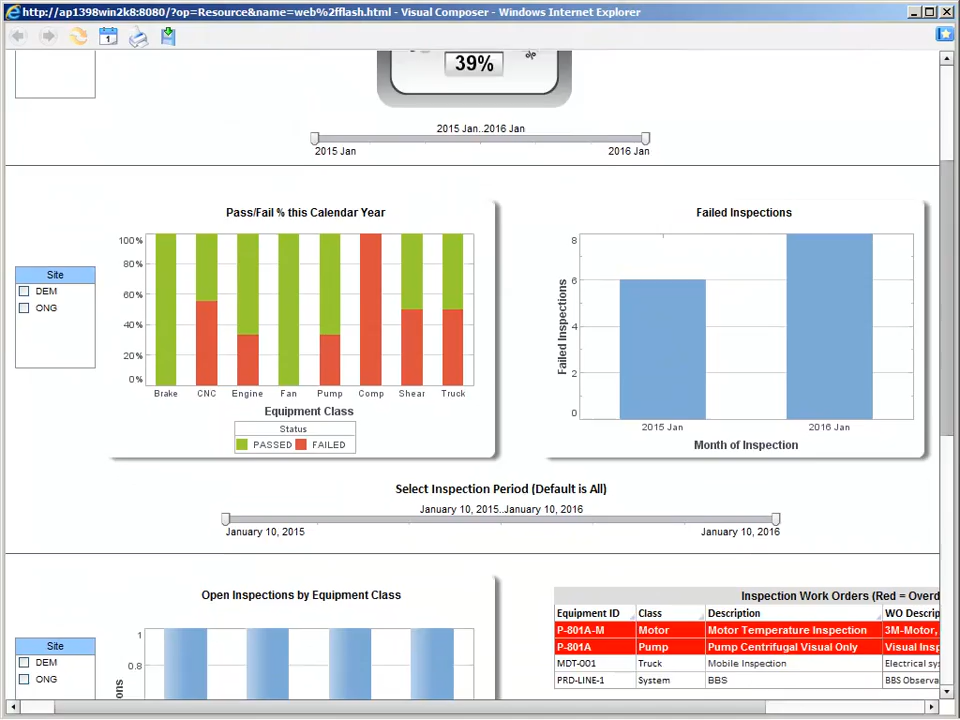 http://ap1398win2k8:8080/?op=Resource&name=web%2fflash.html - Visual Composer - Windows Internet Explorer
1
39%
%
2015 Jan..2016 Jan
2015 Jan 2016 Jan
Pass/Fail % this Calendar Year
Failed Inspections
Site
DEM
ONG
100%
80%
60%
40%
20%
0%
Brake CNC Engine Fan Pump Comp Shear Truck
Equipment Class
Status
PASSED FAILED
Failed Inspections
8
6
4
2
0
2015 Jan 2016 Jan
Month of Inspection
Select Inspection Period (Default is All)
January 10, 2015..January 10, 2016
January 10, 2015 January 10, 2016
Open Inspections by Equipment Class
Site
DEM
ONG
1
0.8
ons
Inspection Work Orders (Red = Overd
Equipment ID Class Description WO Descrip
P-801A-M Motor Motor Temperature Inspection 3M-Motor,
P-801A Pump Pump Centrifugal Visual Only Visual Insp
MDT-001 Truck Mobile Inspection Electrical sy
PRD-LINE-1 System BBS BBS Observa